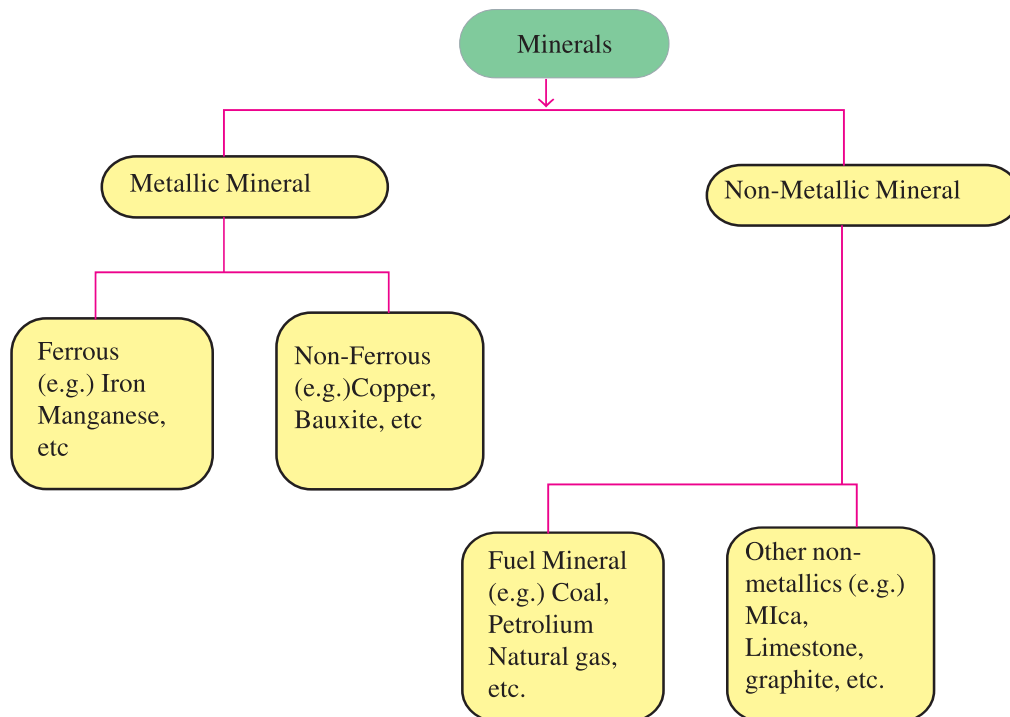 Minerals
Metallic Mineral
Non-Metallic Mineral
Ferrous
(e.g.) Iron
Manganese,
etc
Non-Ferrous
(e.g.)Copper,
Bauxite, etc
Fuel Mineral
(e.g.) Coal,
Petrolium
Natural gas,
etc.
Other non-
metallics (e.g.)
MIca,
Limestone,
graphite, etc.